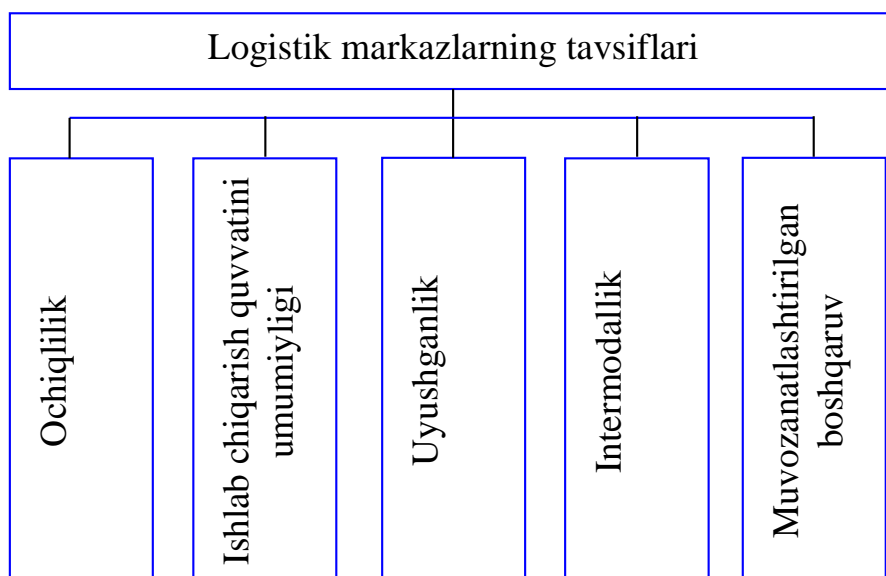 Logistik markazlarning tavsiflari
Ochiqlilik
Ishlab chiqarish quvvatini
umumiyligi
Uyushganlik
Intermodallik
Muvozanatlashtirilgan
boshqaruv